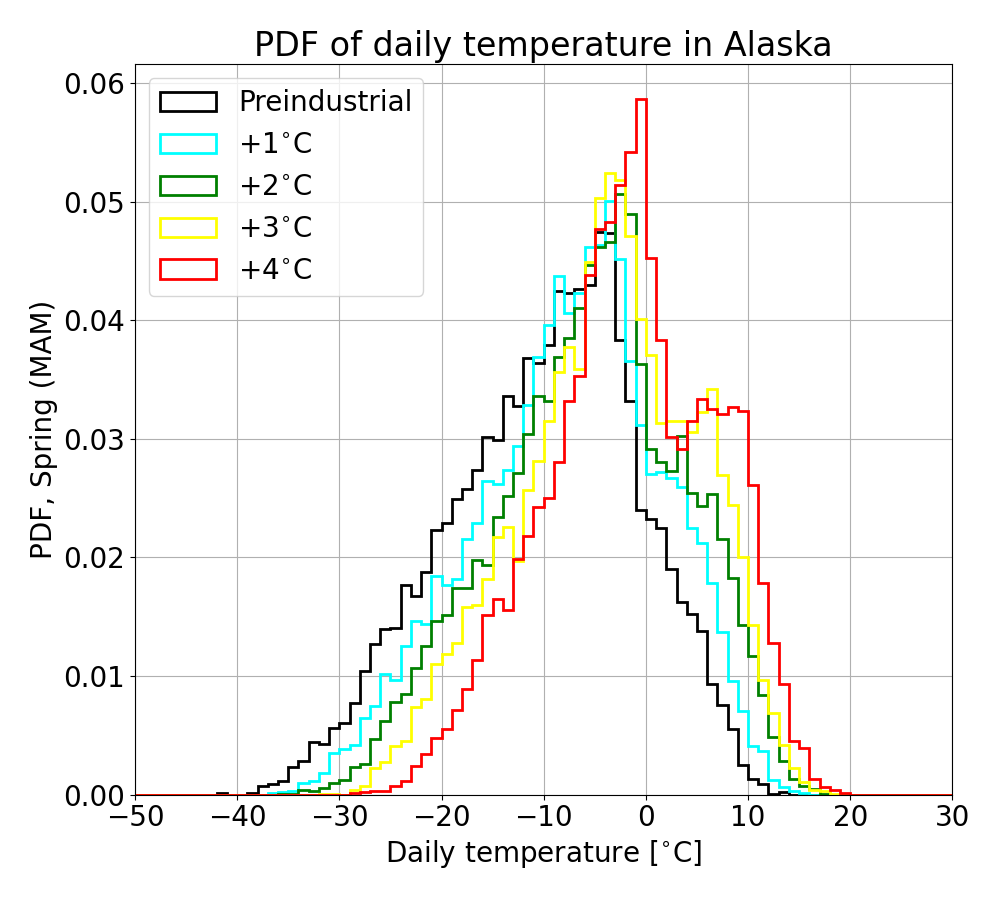 PDF of daily temperature in Alaska
Preindustrial
+1°C
+2°C
+3°C
+4°C
PDF, Spring (MAM)
0.06
0.05
0.04
0.03
0.02
0.01
0.00
−50 −40 −30 −20 −10 0 10 20 30
Daily temperature [°C]